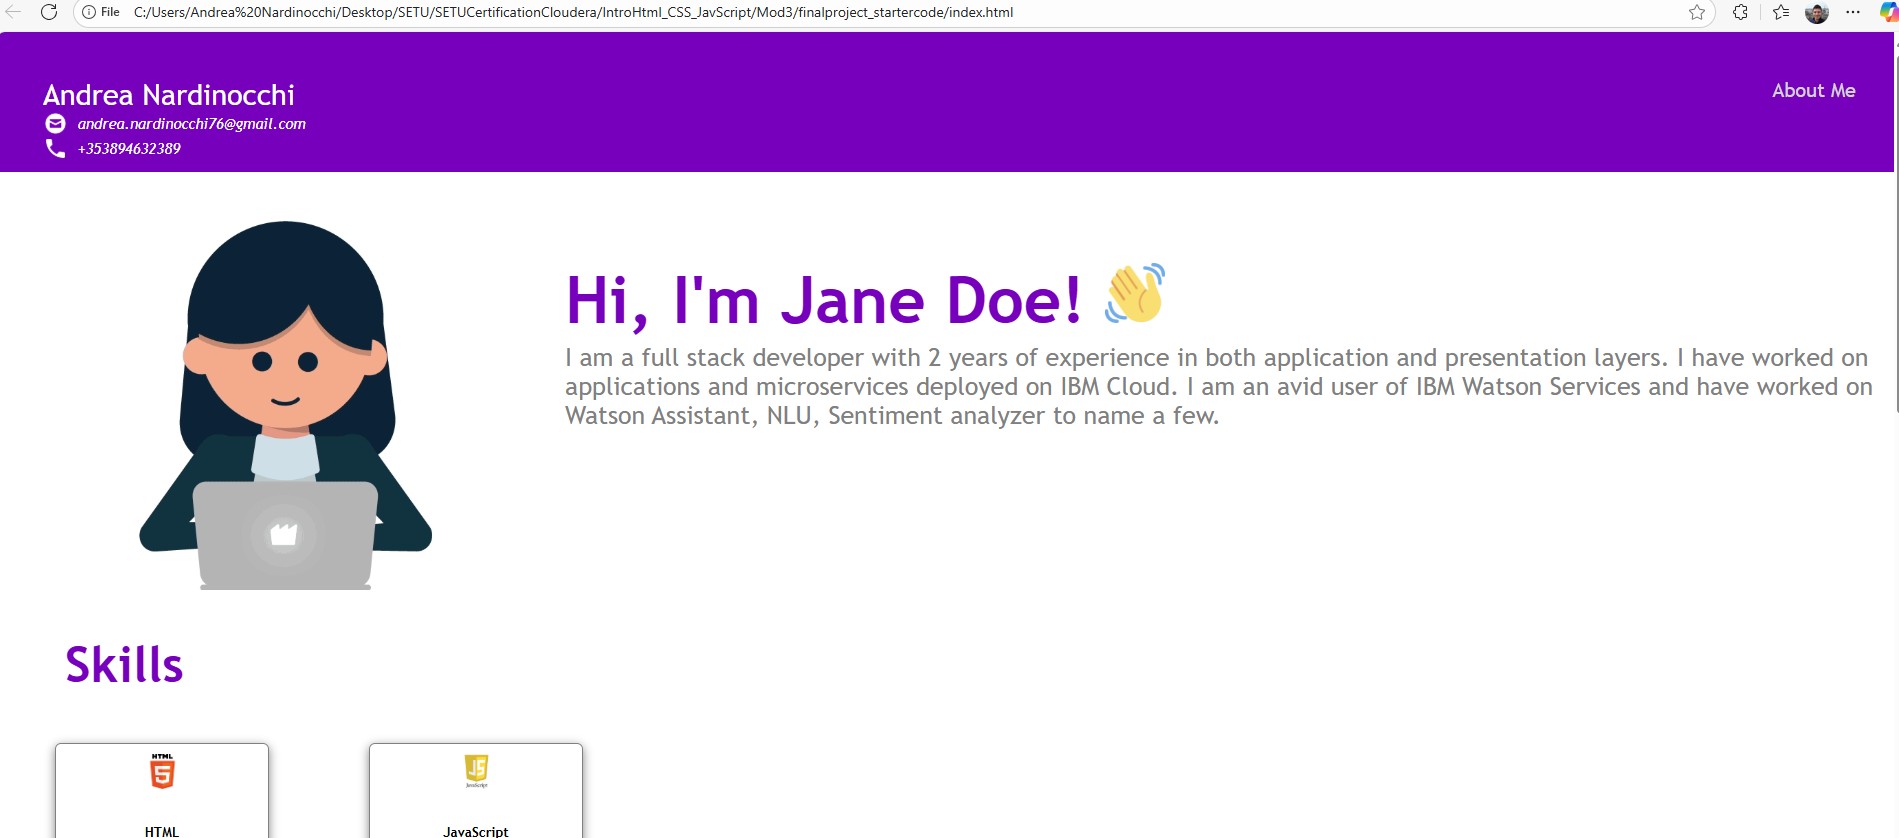 File C:/Users/Andrea%20Nardinocchi/Desktop/SETU/SETUCertificationCloudera/IntroHtml_CSS_JavScript/Mod3/finalproject_startercode/index.html
Andrea Nardinocchi
About Me
andrea.nardinocchi76@gmail.com
+353894632389
Hi, I'm Jane Doe!
I am a full stack developer with 2 years of experience in both application and presentation layers. I have worked on
applications and microservices deployed on IBM Cloud. I am an avid user of IBM Watson Services and have worked on
Watson Assistant, NLU, Sentiment analyzer to name a few.
Skills
HTML
5
JS
JavaScript
HTML
JavaScript